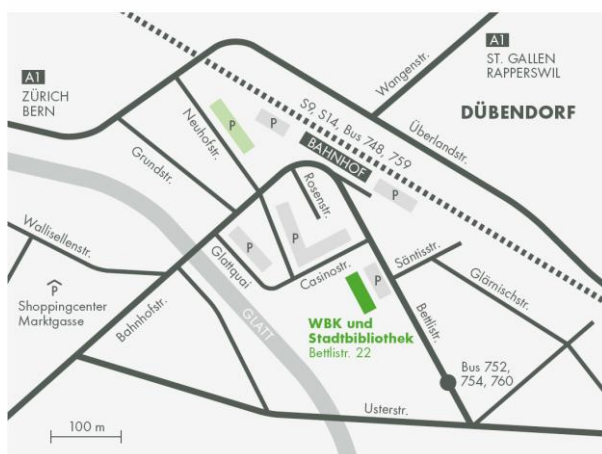 A1
ZÜRICH
BERN
A1
ST. GALLEN
RAPPERSWIL
DÜBENDORF
Wangenstr.
Überlandstr.
S9, S14, Bus 748, 759
BAHNHOF
P
P
P
Neuhofstr.
Grundstr.
Rosenstr.
P
P
P
Glattquai
Casinostr.
Säntisstr.
Glärnischstr.
Bettlistr.
Wallisellenstr.
P
Shoppingcenter
Marktgasse
Bahnhofstr.
GLATT
WBK und
Stadtbibliothek
Bettlistr. 22
Bus 752,
754, 760
Usterstr.
100 m